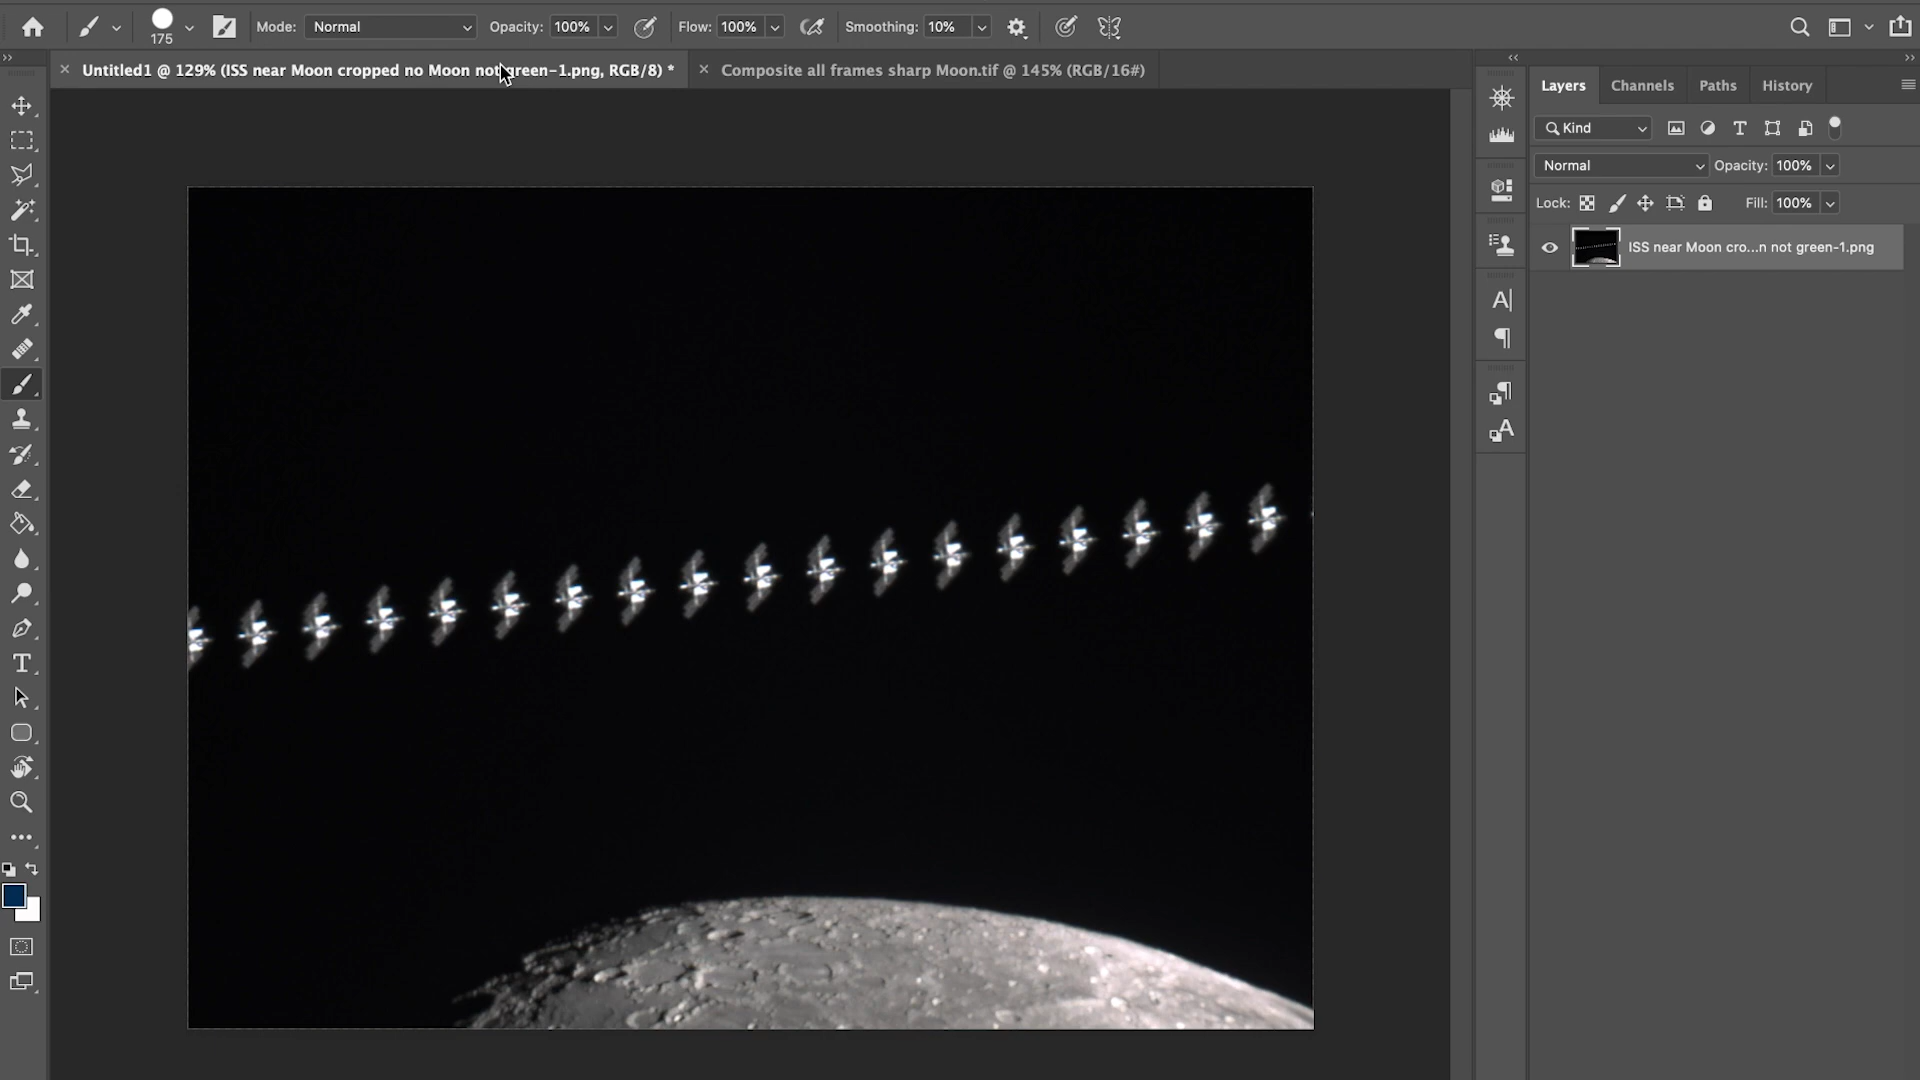 175
Mode: Normal
Opacity: 100%
Flow: 100%
Smoothing: 10%
Untitled1 @ 129% (ISS near Moon cropped no Moon not green-1.png, RGB/8) *
Composite all frames sharp Moon.tif @ 145% (RGB/16#)
Layers Channels Paths History
Kind
Normal Opacity: 100%
Lock: Fill: 100%
ISS near Moon cro...n not green-1.png